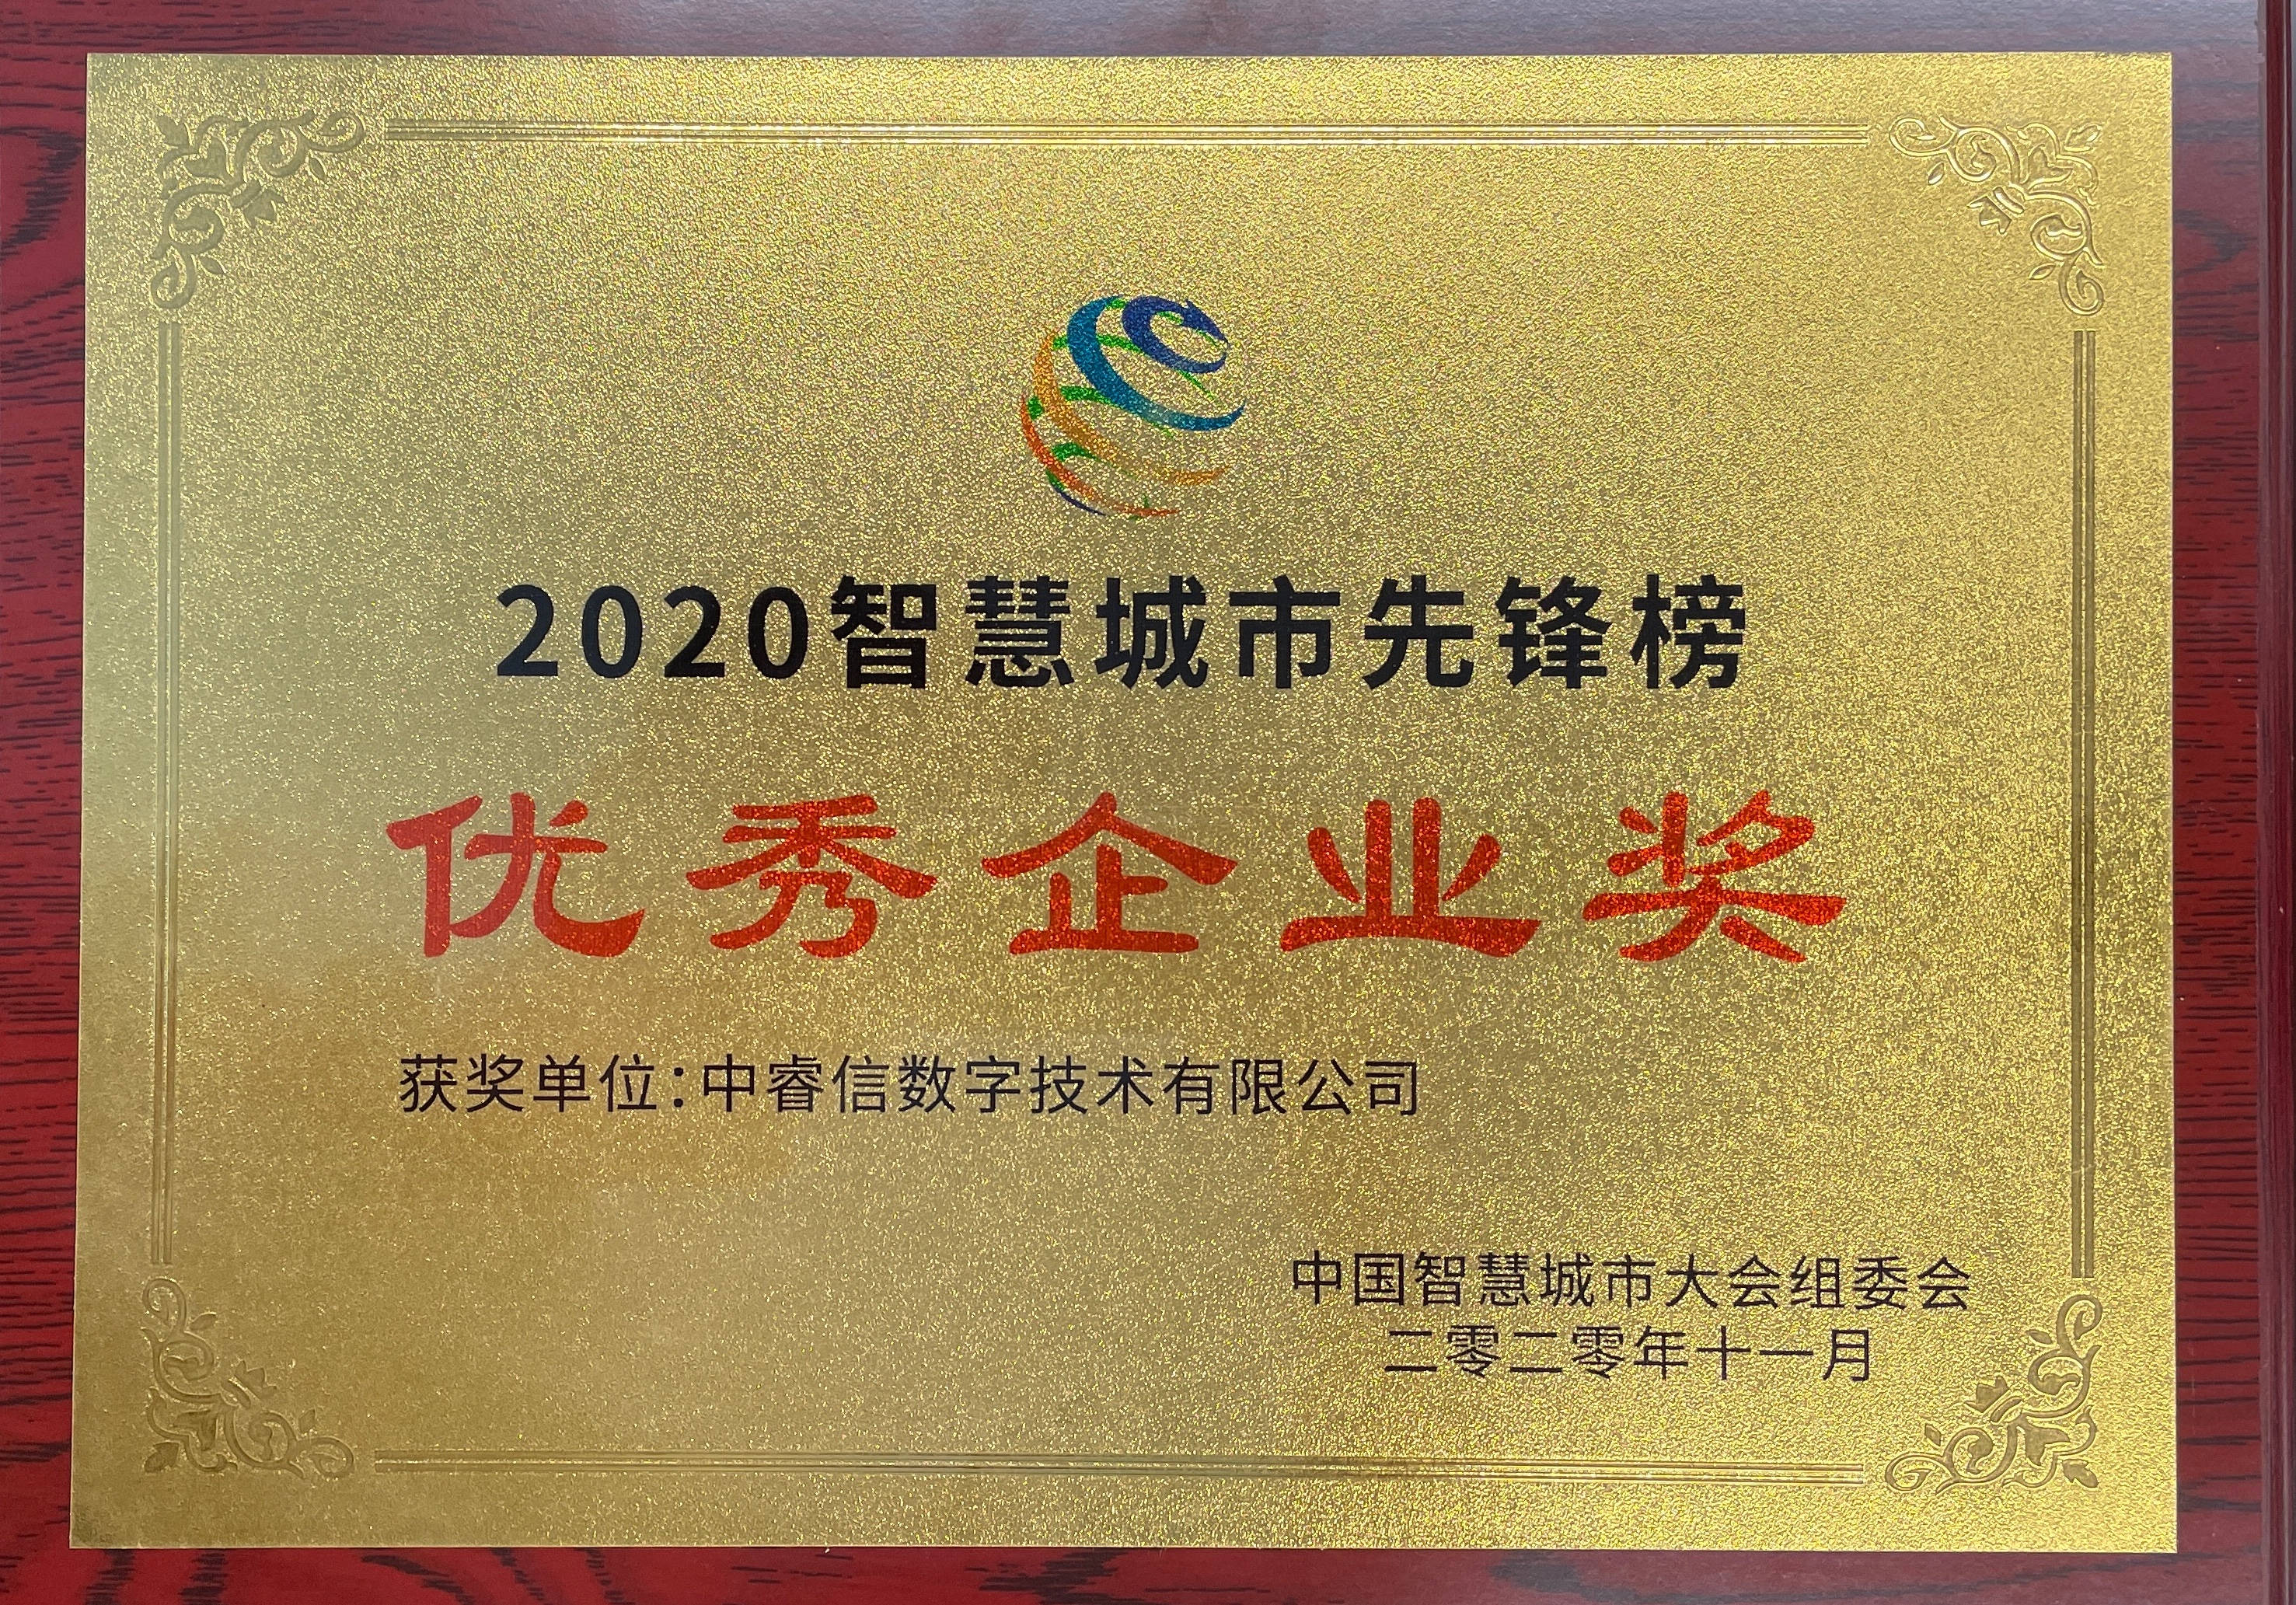 2020智慧城市先锋榜
优秀企业奖
获奖单位:中睿信数字技术有限公司
中国智慧城市大会组委会
二零二零年十一月